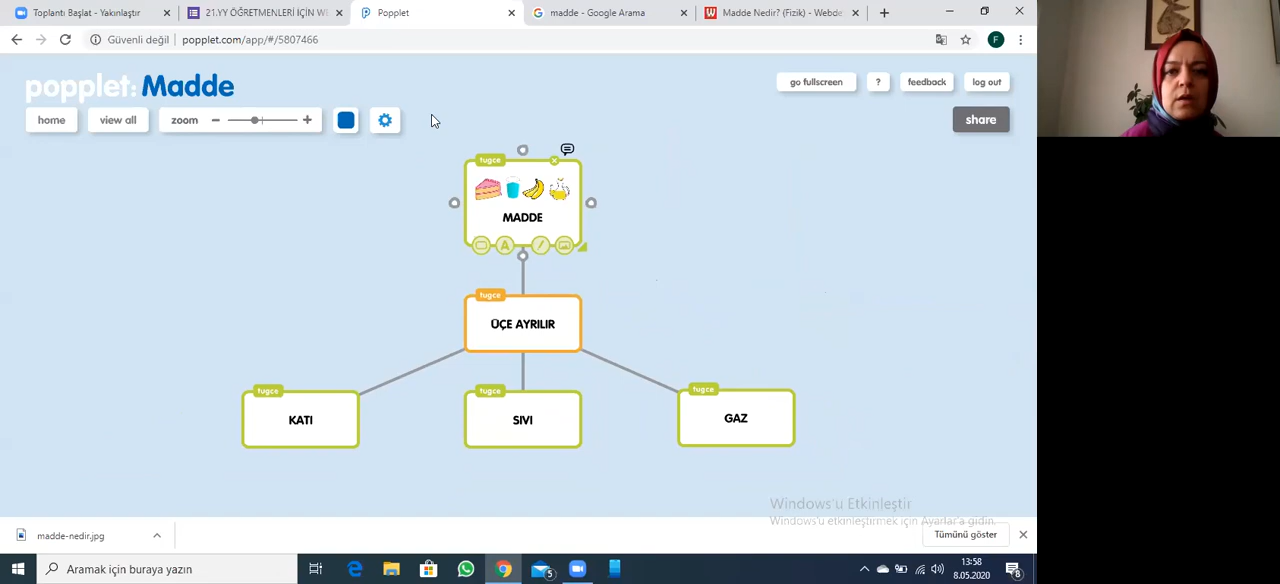 Toplantı Başlat - Yakınlaştır
21.YY ÖĞRETMENLERİ İÇİN W
Popplet
madde - Google Arama
Madde Nedir? (Fizik) - Webde
Güvenli değil
popplet.com/app/#/5807466
popplet: Madde
go fullscreen
?
feedback
log out
home
view all
zoom
share
tugce
MADDE
tugce
ÜÇE AYRILIR
tugce
KATI
tugce
SIVI
tugce
GAZ
Windows'u Etkinleştir
Windows'u etkinleştirmek için Ayarlar'a gidin.
madde-nedir.jpg
Tümünü göster
Aramak için buraya yazın
13:58
8.05.2020